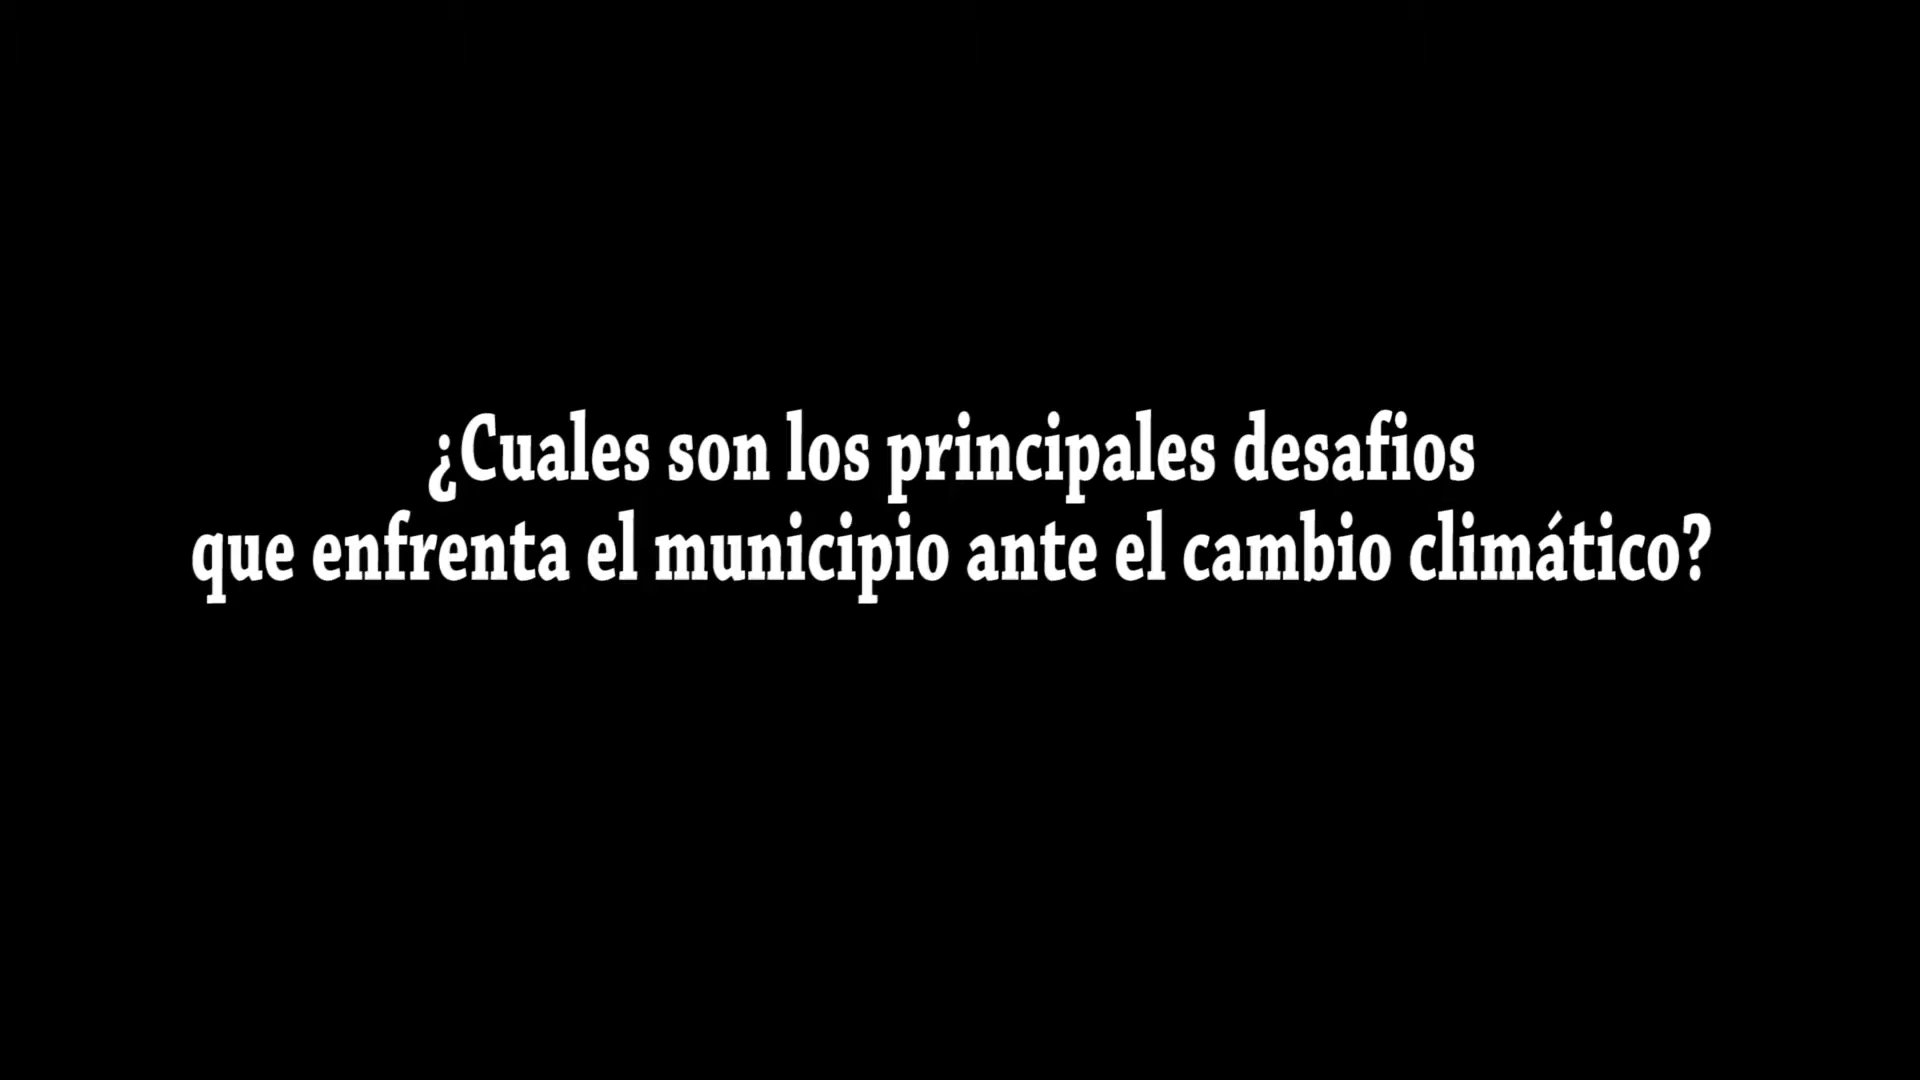 ¿Cuales son los principales desafios
que enfrenta el municipio ante el cambio climático?